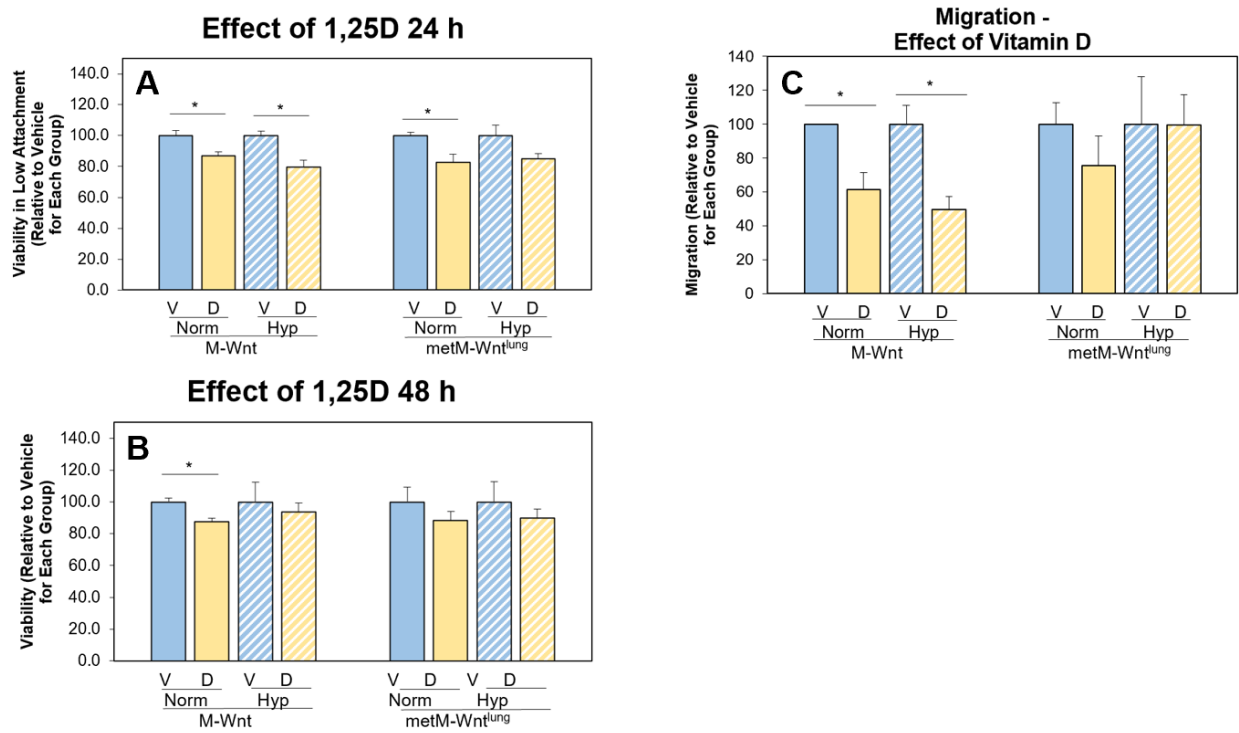 Effect of 1,25D 24 h
A
Viability in Low Attachment
(Relative to Vehicle
for Each Group)
140.0
120.0
100.0
80.0
60.0
40.0
20.0
0.0
* * *
V D V D V D V D
Norm Hyp Norm Hyp
M-Wnt metM-Wntlung
Effect of 1,25D 48 h
B
Viability (Relative to Vehicle
for Each Group)
140.0
120.0
100.0
80.0
60.0
40.0
20.0
0.0
*
V D V D V D V D
Norm Hyp Norm Hyp
M-Wnt metM-Wntlung
Migration -
Effect of Vitamin D
C
Migration (Relative to Vehicle
for Each Group)
140
120
100
80
60
40
20
0
* *
V D V D V D V D
Norm Hyp Norm Hyp
M-Wnt metM-Wntlung